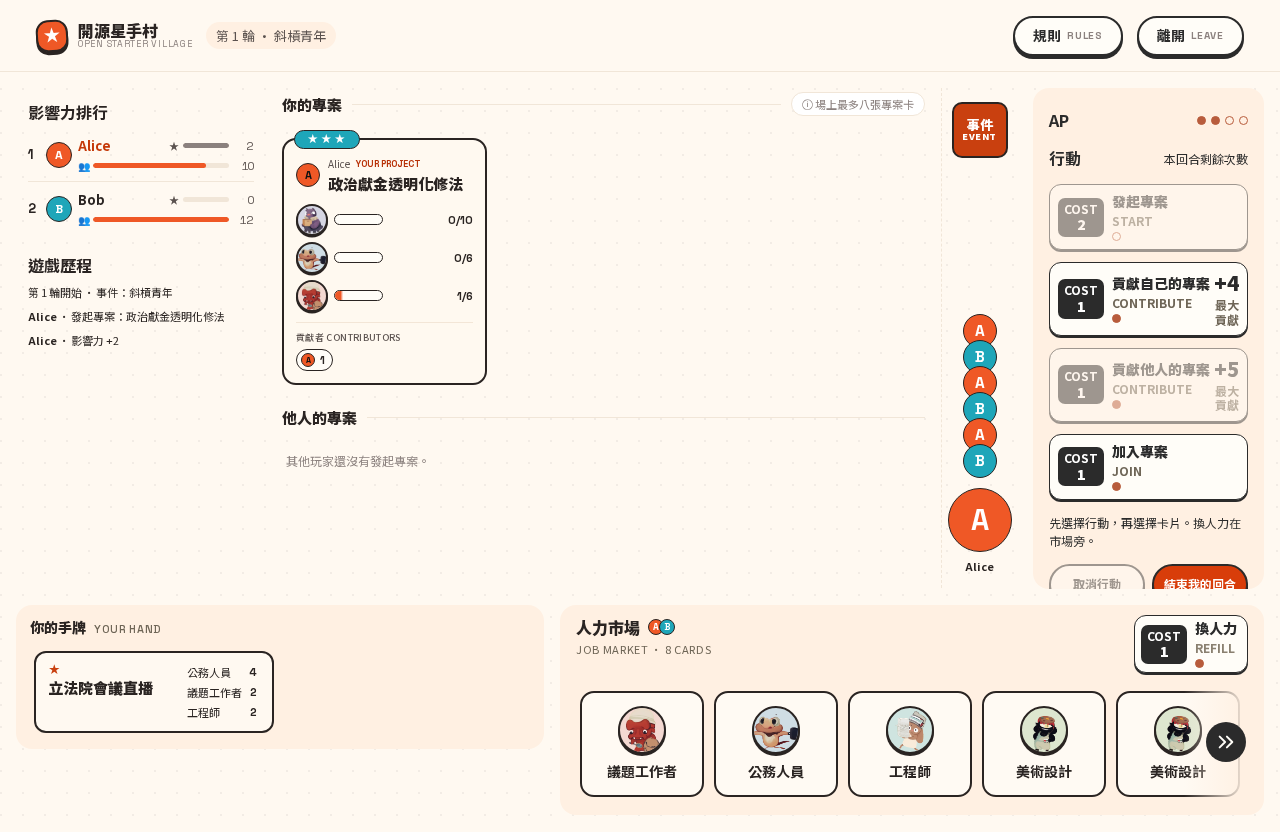 開源星手村
OPEN STARTER VILLAGE
第 1 輪 · 斜槓青年
規則 RULES
離開 LEAVE
影響力排行
1 A Alice ★ 2
10
2 B Bob ★ 0
12
遊戲歷程
第 1 輪開始 · 事件：斜槓青年
Alice · 發起專案：政治獻金透明化修法
Alice · 影響力 +2
你的專案
ⓘ 場上最多八張專案卡
★★★
A Alice YOUR PROJECT
政治獻金透明化修法
0/10
0/6
1/6
貢獻者 CONTRIBUTORS
A 1
他人的專案
其他玩家還沒有發起專案。
事件
EVENT
A
B
A
B
A
B
A
Alice
AP
行動 本回合剩餘次數
COST 2 發起專案
START
COST 1 貢獻自己的專案 +4
CONTRIBUTE 最大貢獻
COST 1 貢獻他人的專案 +5
CONTRIBUTE 最大貢獻
COST 1 加入專案
JOIN
先選擇行動，再選擇卡片。換人力在
市場旁。
取消行動 結束我的回合
你的手牌 YOUR HAND
★
立法院會議直播
公務人員 4
議題工作者 2
工程師 2
人力市場 A B
JOB MARKET · 8 CARDS
COST 1 換人力
REFILL
議題工作者
公務人員
工程師
美術設計
美術設計